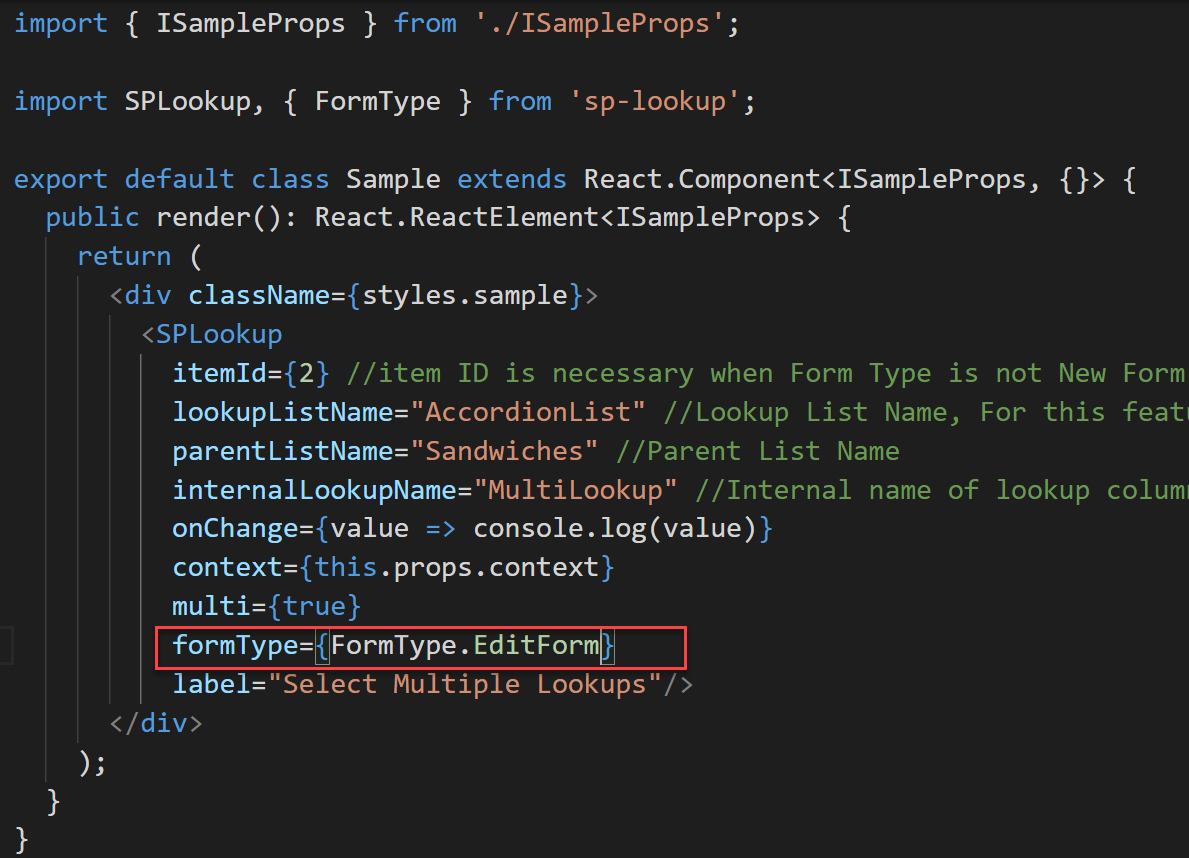 import { ISampleProps } from './ISampleProps';
import SPLookup, { FormType } from 'sp-lookup';
export default class Sample extends React.Component<ISampleProps, {}> {
public render(): React.ReactElement<ISampleProps> {
return (
<div className={styles.sample}>
<SPLookup
itemId={2} //item ID is necessary when Form Type is not New Form
lookupListName="AccordionList" //Lookup List Name, For this
parentListName="Sandwiches" //Parent List Name
internalLookupName="MultiLookup" //Internal name of lookup
onChange={value => console.log(value)}
context={this.props.context}
multi={true}
formType={FormType.EditForm}
label="Select Multiple Lookups"/>
</div>
);
}
}